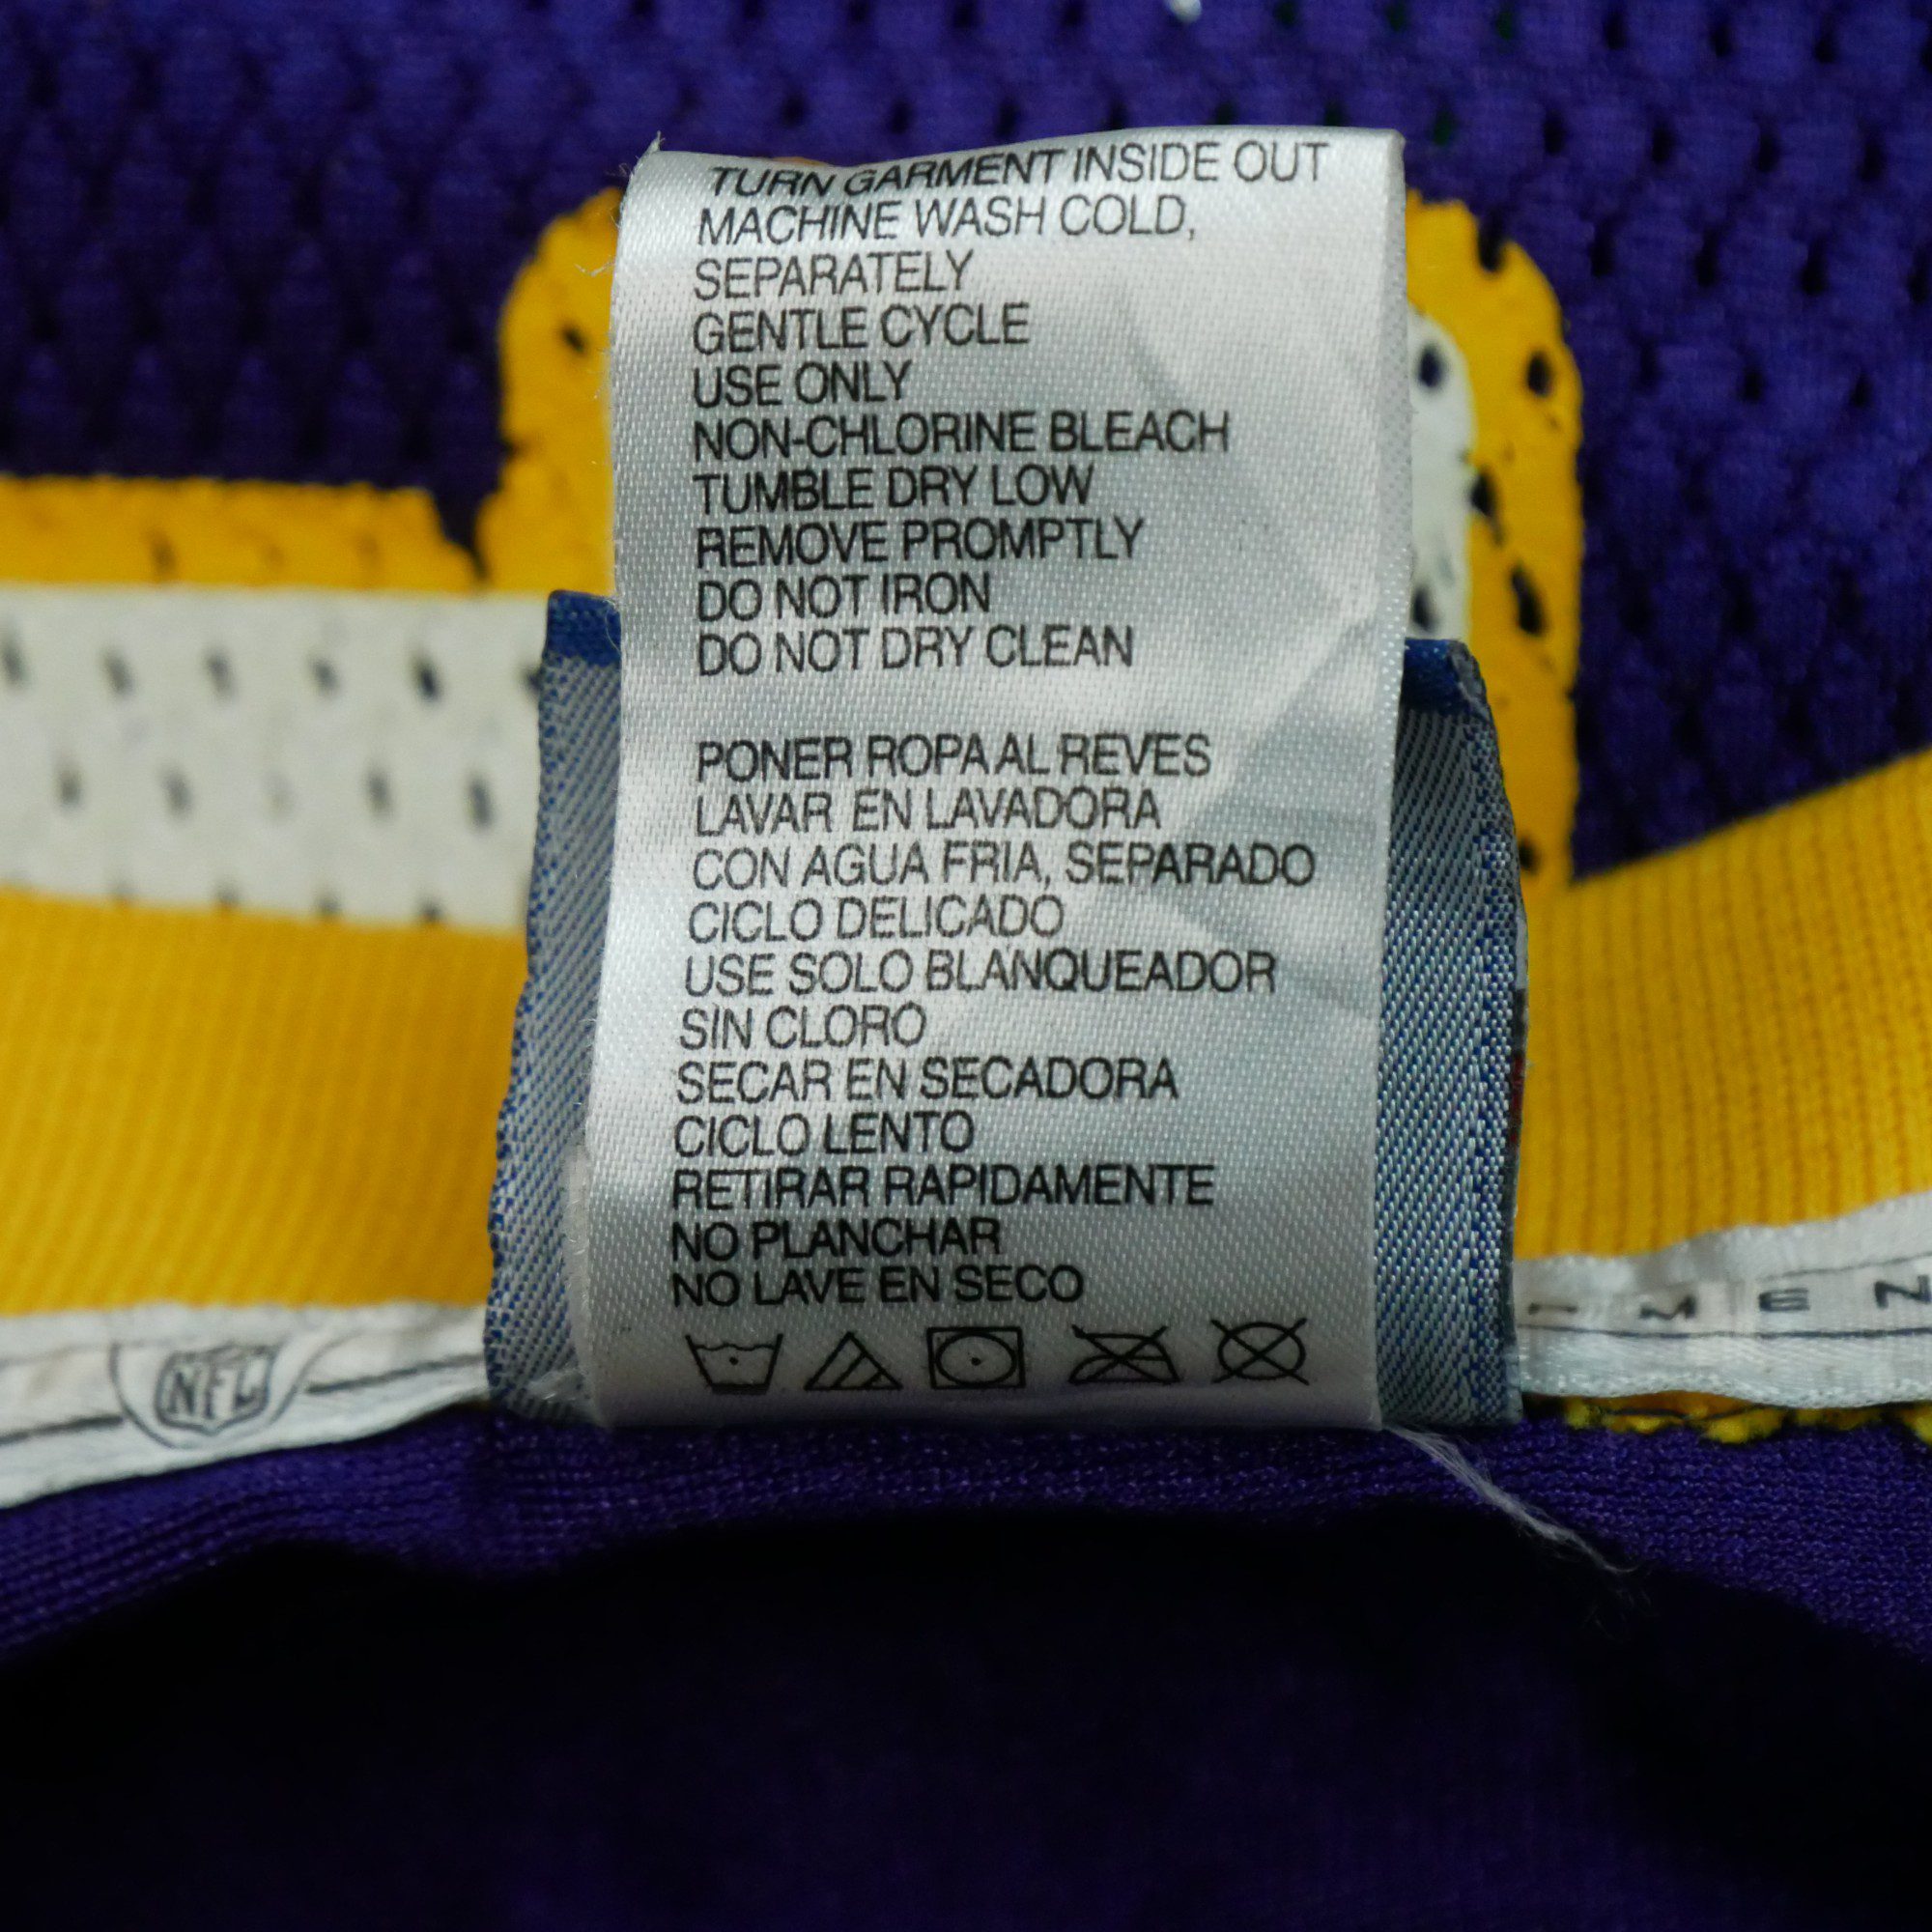 TURN GARMENT INSIDE OUT
MACHINE WASH COLD,
SEPARATELY
GENTLE CYCLE
USE ONLY
NON-CHLORINE BLEACH
TUMBLE DRY LOW
REMOVE PROMPTLY
DO NOT IRON
DO NOT DRY CLEAN
PONER ROPA AL REVES
LAVAR EN LAVADORA
CON AGUA FRIA, SEPARADO
CICLO DELICADO
USE SOLO BLANQUEADOR
SIN CLORO
SECAR EN SECADORA
CICLO LENTO
RETIRAR RAPIDAMENTE
NO PLANCHAR
NO LAVE EN SECO
NFL